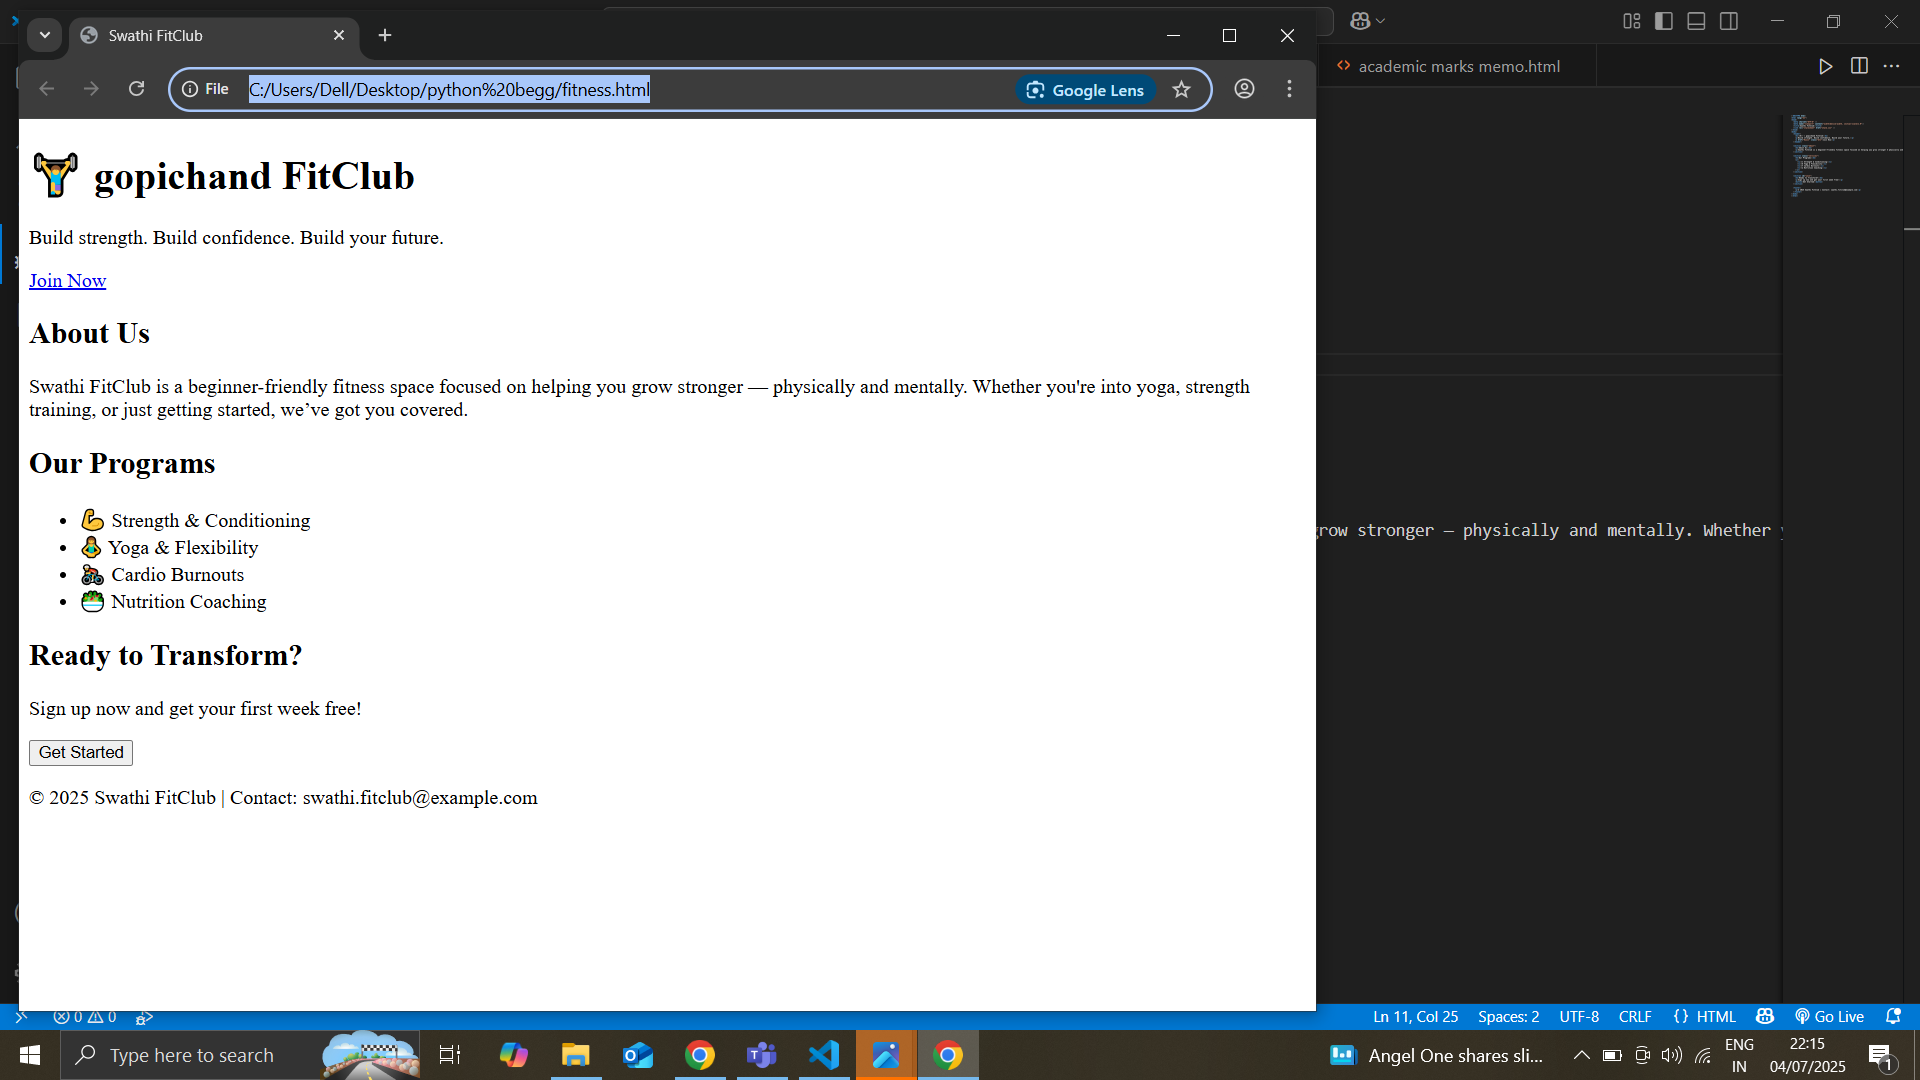 Swathi FitClub
academic marks memo.html
File C:/Users/Dell/Desktop/python%20begg/fitness.html Google Lens
gopichand FitClub
Build strength. Build confidence. Build your future.
Join Now
About Us
Swathi FitClub is a beginner-friendly fitness space focused on helping you grow stronger — physically and mentally. Whether you're into yoga, strength
training, or just getting started, we’ve got you covered.
Our Programs
• 💪 Strength & Conditioning
grow stronger — physically and mentally. Whether
• 🧘 Yoga & Flexibility
• 🚴 Cardio Burnouts
• 🥗 Nutrition Coaching
Ready to Transform?
Sign up now and get your first week free!
Get Started
© 2025 Swathi FitClub | Contact: swathi.fitclub@example.com
0 0 Ln 11, Col 25 Spaces: 2 UTF-8 CRLF {} HTML Go Live
Type here to search
Angel One shares sli...
ENG
IN
22:15
04/07/2025
1